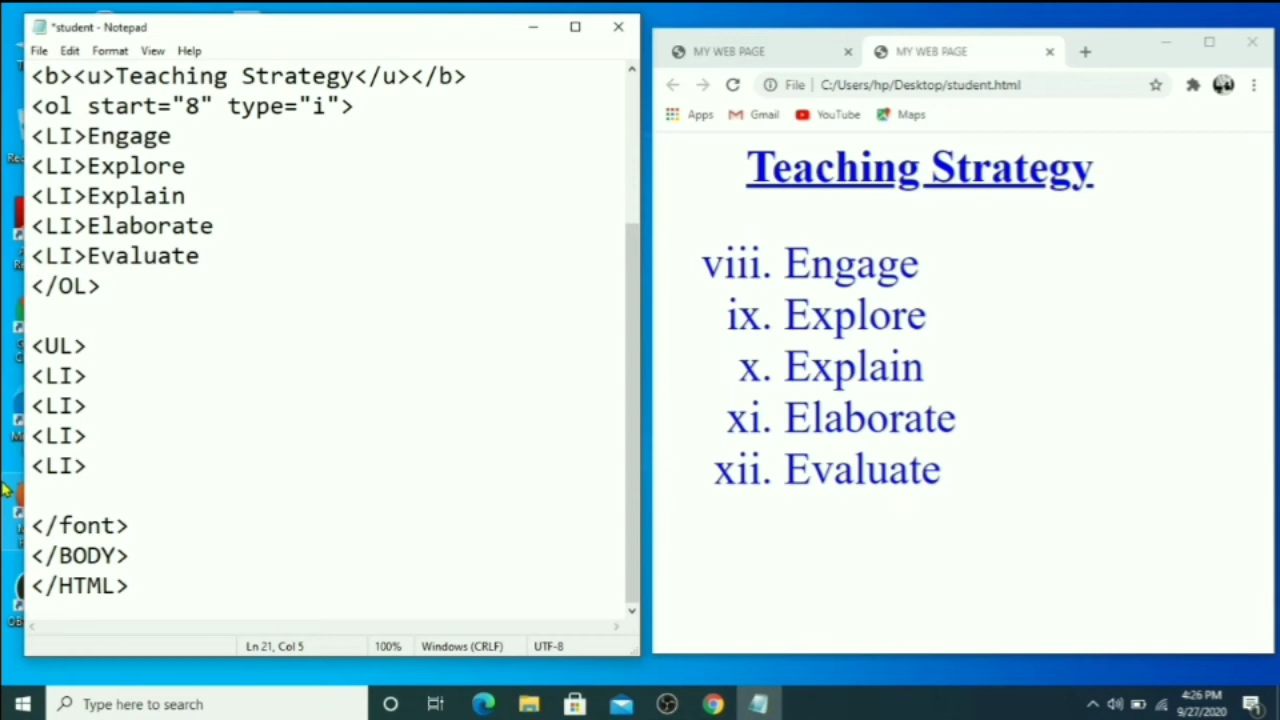 *student - Notepad
File Edit Format View Help
<b><u>Teaching Strategy</u></b>
<ol start="8" type="i">
<LI>Engage
<LI>Explore
<LI>Explain
<LI>Elaborate
<LI>Evaluate
</OL>
<UL>
<LI>
<LI>
<LI>
<LI>
</font>
</BODY>
</HTML>
Ln 21, Col 5 100% Windows (CRLF) UTF-8
MY WEB PAGE MY WEB PAGE
File C:/Users/hp/Desktop/student.html
Apps Gmail YouTube Maps
Teaching Strategy
viii. Engage
ix. Explore
x. Explain
xi. Elaborate
xii. Evaluate
Type here to search
4:26 PM
9/27/2020